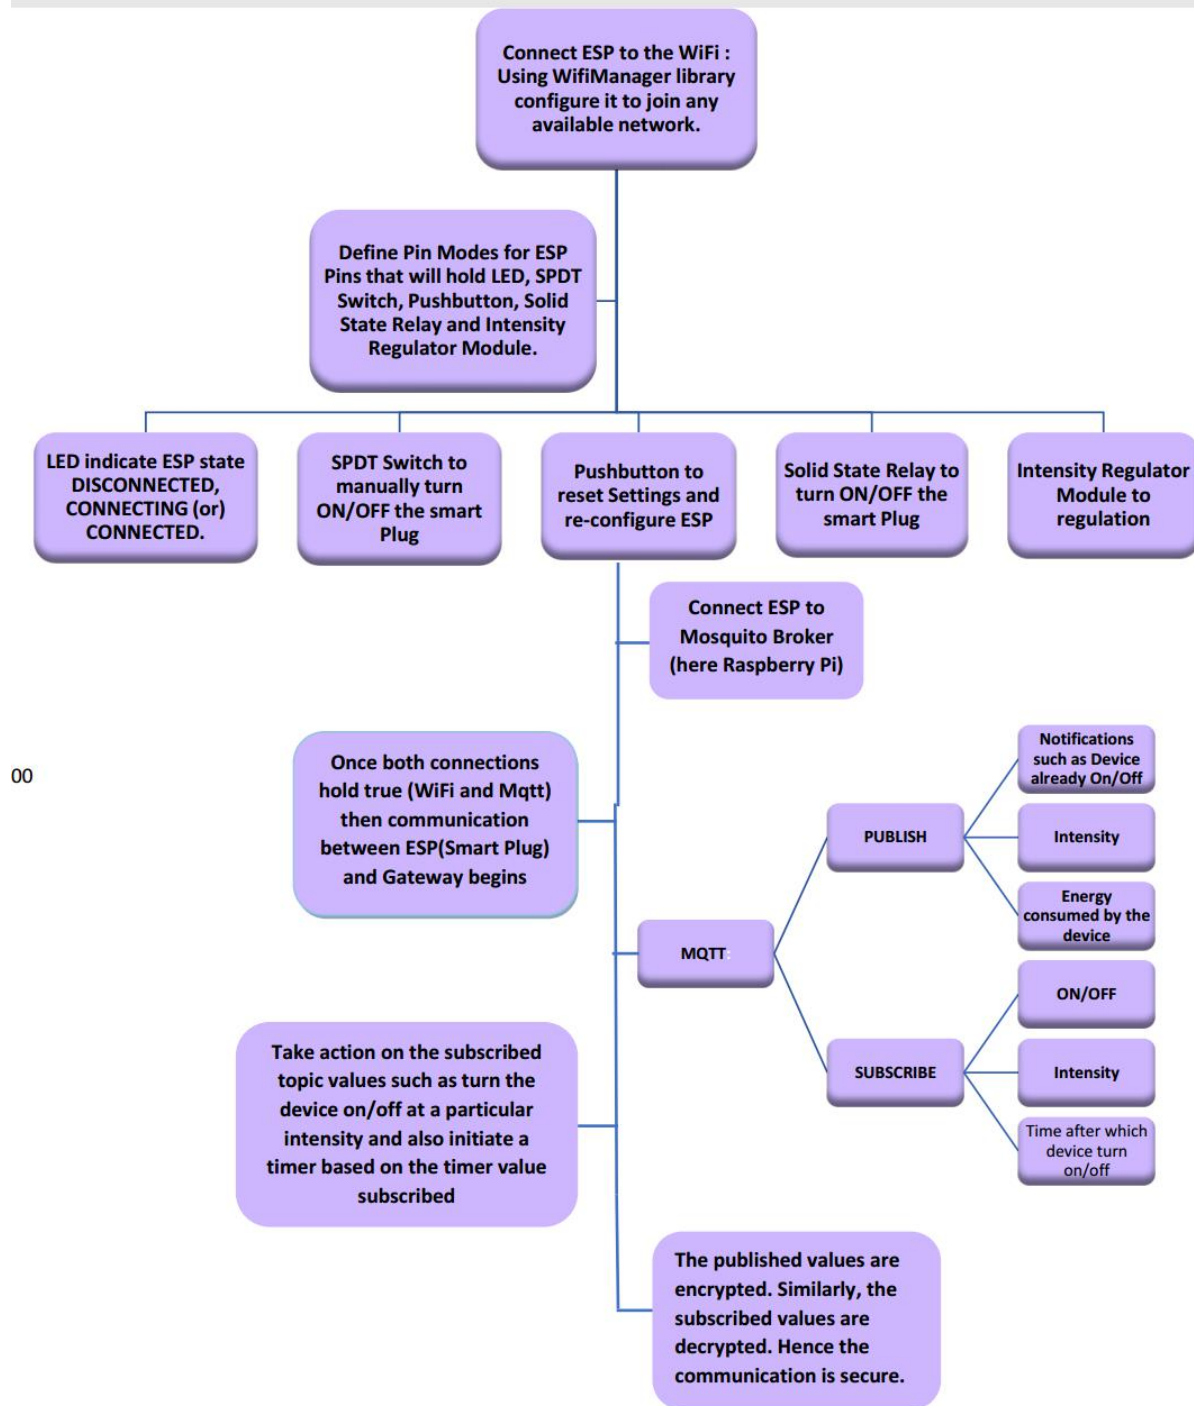 Connect ESP to the WiFi :
Using WifiManager library
configure it to join any
available network.
Define Pin Modes for ESP
Pins that will hold LED, SPDT
Switch, Pushbutton, Solid
State Relay and Intensity
Regulator Module.
LED indicate ESP state
DISCONNECTED,
CONNECTING (or)
CONNECTED.
SPDT Switch to
manually turn
ON/OFF the smart
Plug
Pushbutton to
reset Settings and
re-configure ESP
Solid State Relay to
turn ON/OFF the
smart Plug
Intensity Regulator
Module to
regulation
Connect ESP to
Mosquito Broker
(here Raspberry Pi)
00
Once both connections
hold true (WiFi and Mqtt)
then communication
between ESP(Smart Plug)
and Gateway begins
MQTT:
PUBLISH
Notifications
such as Device
already On/Off
Intensity
Energy
consumed by the
device
SUBSCRIBE
ON/OFF
Intensity
Time after which
device turn
on/off
Take action on the subscribed
topic values such as turn the
device on/off at a particular
intensity and also initiate a
timer based on the timer value
subscribed
The published values are
encrypted. Similarly, the
subscribed values are
decrypted. Hence the
communication is secure.